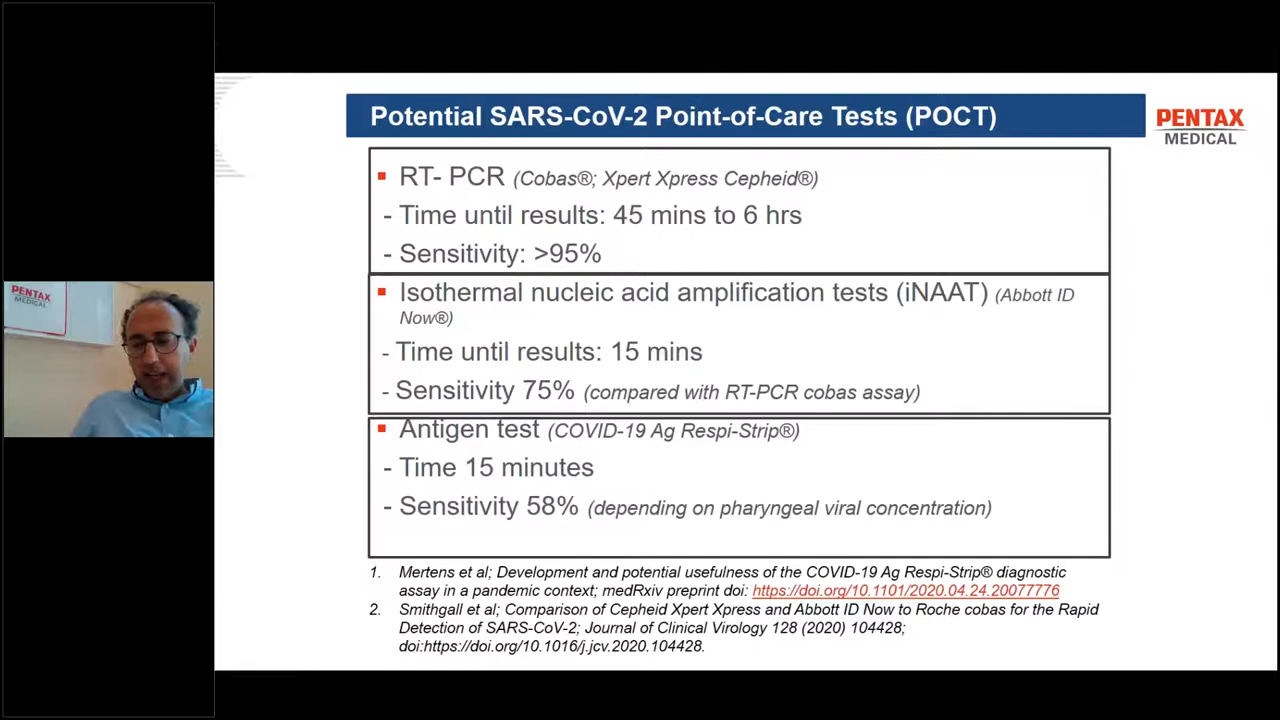 Potential SARS-CoV-2 Point-of-Care Tests (POCT)
PENTAX
MEDICAL
▪ RT- PCR (Cobas®; Xpert Xpress Cepheid®)
- Time until results: 45 mins to 6 hrs
- Sensitivity: >95%
▪ Isothermal nucleic acid amplification tests (iNAAT) (Abbott ID
Now®)
- Time until results: 15 mins
- Sensitivity 75% (compared with RT-PCR cobas assay)
▪ Antigen test (COVID-19 Ag Respi-Strip®)
- Time 15 minutes
- Sensitivity 58% (depending on pharyngeal viral concentration)
1. Mertens et al; Development and potential usefulness of the COVID-19 Ag Respi-Strip® diagnostic
assay in a pandemic context; medRxiv preprint doi: https://doi.org/10.1101/2020.04.24.20077776
2. Smithgall et al; Comparison of Cepheid Xpert Xpress and Abbott ID Now to Roche cobas for the Rapid
Detection of SARS-CoV-2; Journal of Clinical Virology 128 (2020) 104428;
doi:https://doi.org/10.1016/j.jcv.2020.104428.
PENTAX
MEDICAL